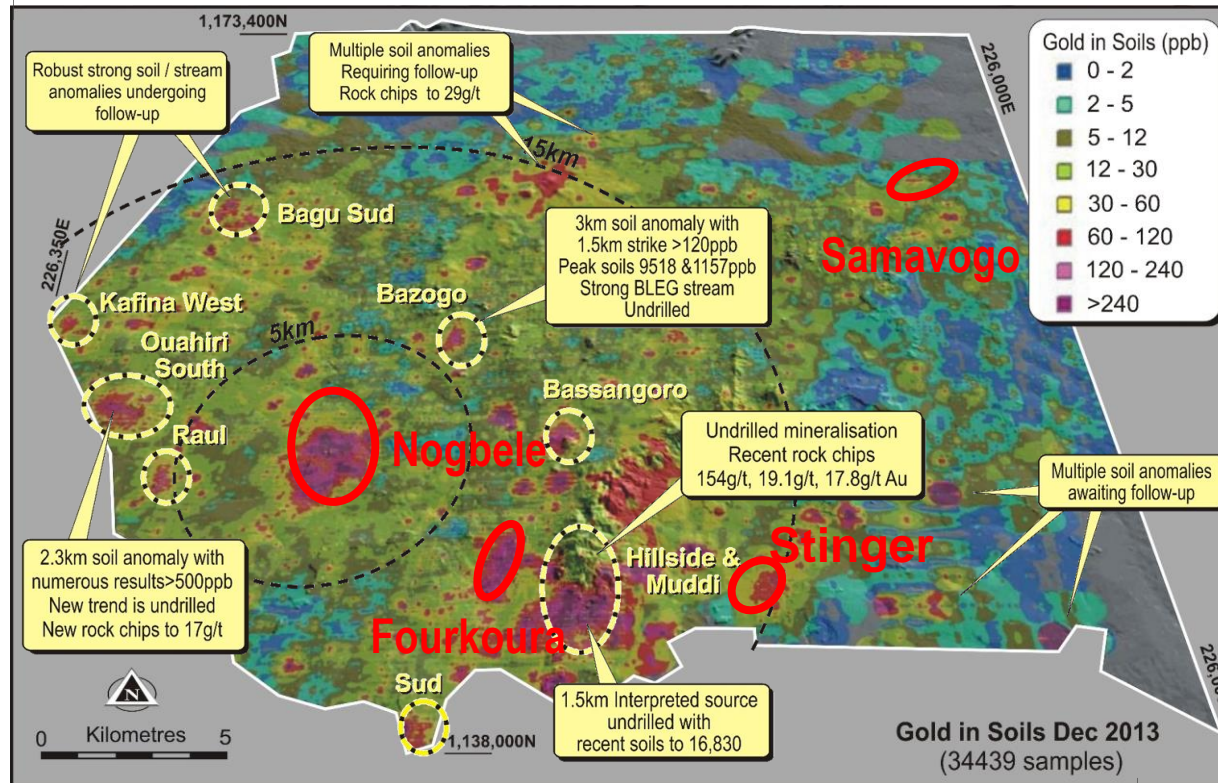 1,173,400N
Robust strong soil / stream
anomalies undergoing
follow-up
Multiple soil anomalies
Requiring follow-up
Rock chips to 29g/t
Gold in Soils (ppb)
0 - 2
2 - 5
5 - 12
12 - 30
30 - 60
60 - 120
120 - 240
>240
226,000E
15km
Bagu Sud
226,350E
3km soil anomaly with
1.5km strike >120ppb
Peak soils 9518 &1157ppb
Strong BLEG stream
Undrilled
Samavogo
Kafina West
Bazogo
5km
Ouahiri
South
Bassangoro
Raul
Nogbele
Undrilled mineralisation
Recent rock chips
154g/t, 19.1g/t, 17.8g/t Au
Multiple soil anomalies
awaiting follow-up
2.3km soil anomaly with
numerous results>500ppb
New trend is undrilled
New rock chips to 17g/t
Hillside &
Muddi
Stinger
Fourkoura
Sud
1.5km Interpreted source
undrilled with
recent soils to 16,830
N
Kilometres
0 5
1,138,000N
Gold in Soils Dec 2013
(34439 samples)